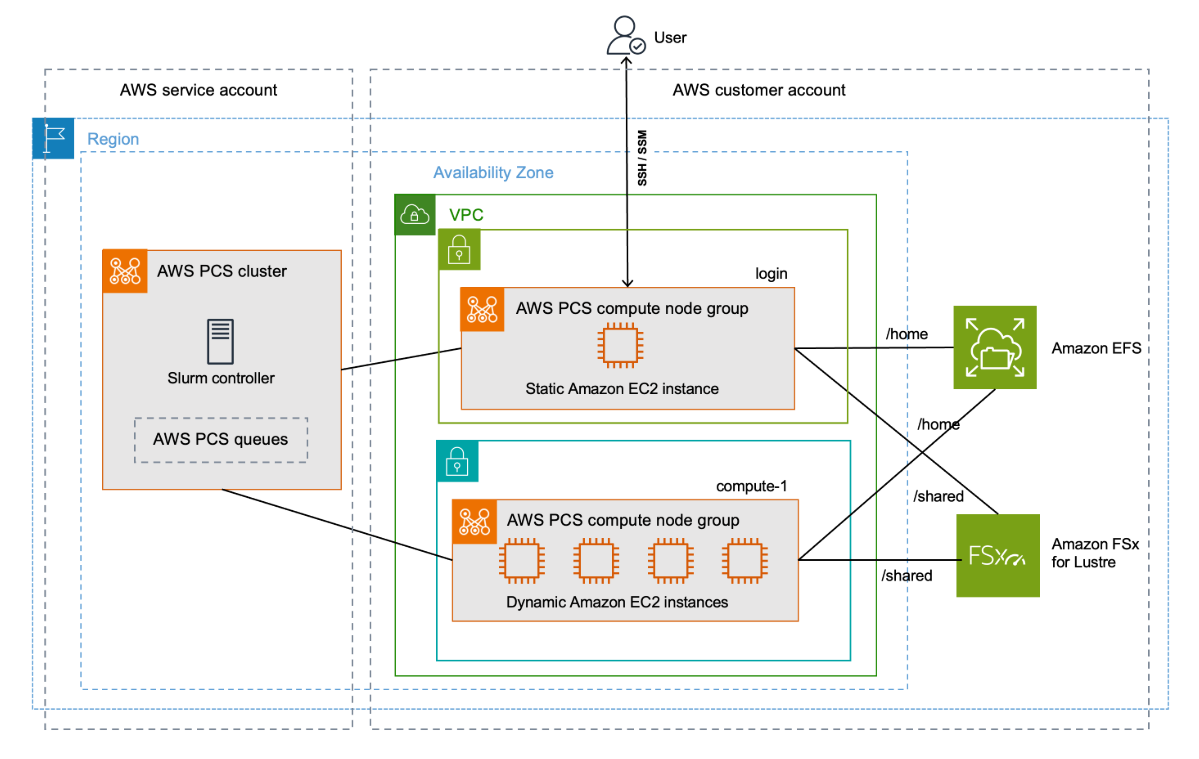 User
AWS service account
AWS customer account
Region
SSH / SSM
Availability Zone
VPC
login
AWS PCS cluster
Slurm controller
AWS PCS queues
AWS PCS compute node group
Static Amazon EC2 instance
/home
Amazon EFS
/home
compute-1
AWS PCS compute node group
Dynamic Amazon EC2 instances
/shared
/shared
FSx
Amazon FSx
for Lustre